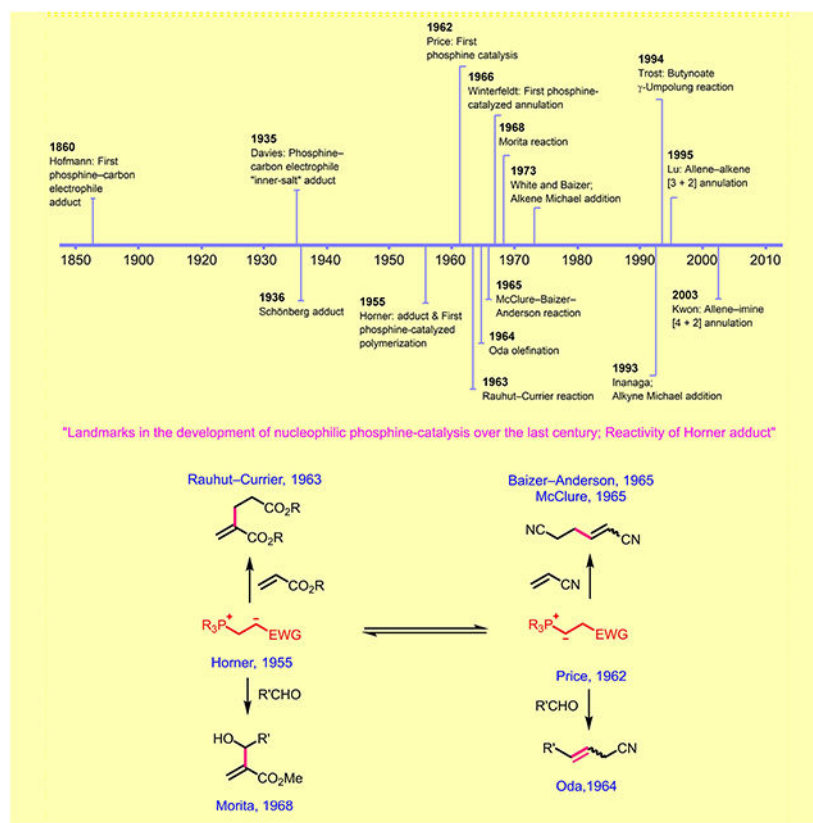 1962
Price: First
phosphine catalysis
1966
Winterfeldt: First phosphine-
catalyzed annulation
1968
Morita reaction
1973
White and Baizer;
Alkene Michael addition
1994
Trost: Butynoate
γ-Umpolung reaction
1995
Lu: Allene–alkene
[3 + 2] annulation
1860
Hofmann: First
phosphine–carbon
electrophile
adduct
1935
Davies: Phosphine–
carbon electrophile
"inner-salt" adduct
1850 1900 1920 1930 1940 1950 1960 1970 1980 1990 2000 2010
1936
Schönberg adduct
1955
Horner: adduct & First
phosphine-catalyzed
polymerization
1965
McClure–Baizer–
Anderson reaction
1964
Oda olefination
1963
Rauhut–Currier reaction
1993
Inanaga;
Alkyne Michael addition
2003
Kwon: Allene–imine
[4 + 2] annulation
"Landmarks in the development of nucleophilic phosphine-catalysis over the last century; Reactivity of Horner adduct"
Rauhut–Currier, 1963
CO₂R
CO₂R
CO₂R
R₃P⁺ – EWG
Horner, 1955
R'CHO
HO R'
CO₂Me
Morita, 1968
Baizer–Anderson, 1965
McClure, 1965
NC CN
CN
R₃P⁺ – EWG
Price, 1962
R'CHO
R' CN
Oda,1964